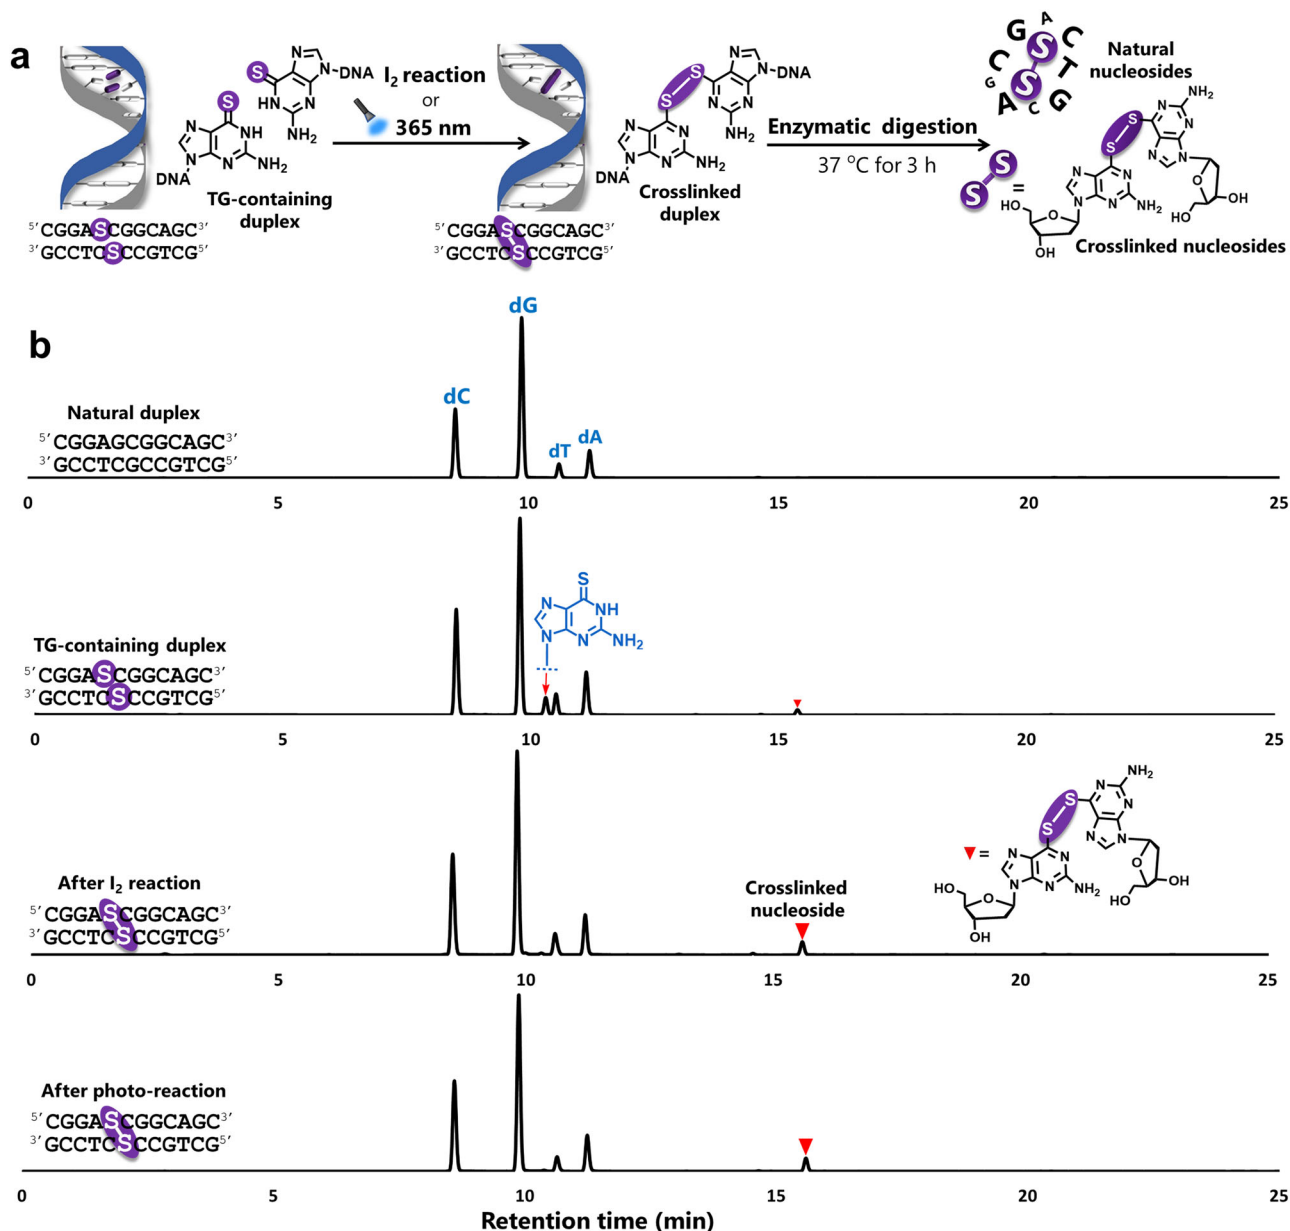 a
S
N
N
DNA
N
NH
NH₂
S
N
N
DNA
N
NH
NH₂
TG-containing
duplex
5′CGGASCGGCAGC3′
3′GCCTCSCCGTCG5′
I₂ reaction
or
365 nm
S
S
N
N
DNA
N
N
NH₂
N
N
DNA
N
N
NH₂
Crosslinked
duplex
5′CGGASCGGCAGC3′
3′GCCTCSCCGTCG5′
Enzymatic digestion
37 °C for 3 h
G
A
C
C
S
T
G
S
A
C
G
Natural
nucleosides
S
S
=
S
S
N
N
NH₂
N
N
O
OH
HO
N
N
N
N
NH₂
HO
O
OH
Crosslinked nucleosides
b
Natural duplex
5′CGGAGCGGCAGC3′
3′GCCTCGCCGTCG5′
dC
dG
dT
dA
0 5 10 15 20 25
TG-containing duplex
5′CGGASCGGCAGC3′
3′GCCTCSCCGTCG5′
S
N
NH
N
N
NH₂
0 5 10 15 20 25
After I₂ reaction
5′CGGASCGGCAGC3′
3′GCCTCSCCGTCG5′
Crosslinked
nucleoside
=
S
S
N
NH₂
N
N
N
O
OH
HO
N
N
N
N
NH₂
HO
O
OH
0 5 10 15 20 25
After photo-reaction
5′CGGASCGGCAGC3′
3′GCCTCSCCGTCG5′
0 5 10 15 20 25
Retention time (min)